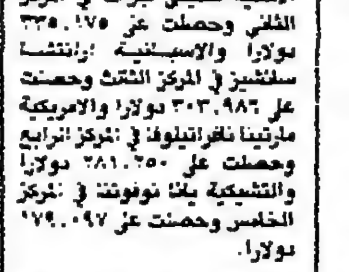 الثاني وحصلت على ٣٣٥.١٧٥
دولارا والاسبانية ارانتشا
سانشيز في المركز الثالث وحصلت
على ٣٠٣.٩٨٦ دولارا والامريكية
مارتينا نافراتيلوفا في المركز الرابع
وحصلت على ٢٨١.٢٥٠ دولارا
والتشيكية يانا نوفوتنا في المركز
الخامس وحصلت على ١٧٩.٠٩٧
دولارا.